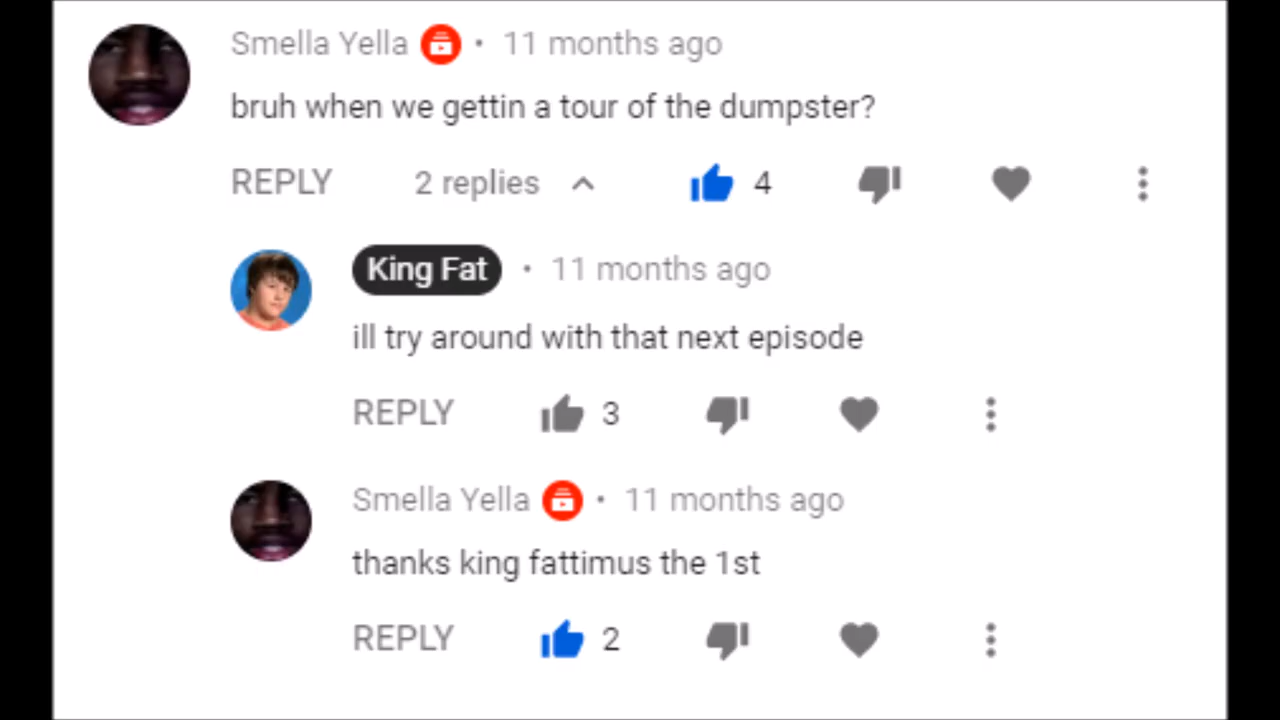 Smella Yella • 11 months ago
bruh when we gettin a tour of the dumpster?
REPLY 2 replies 4
King Fat • 11 months ago
ill try around with that next episode
REPLY 3
Smella Yella • 11 months ago
thanks king fattimus the 1st
REPLY 2